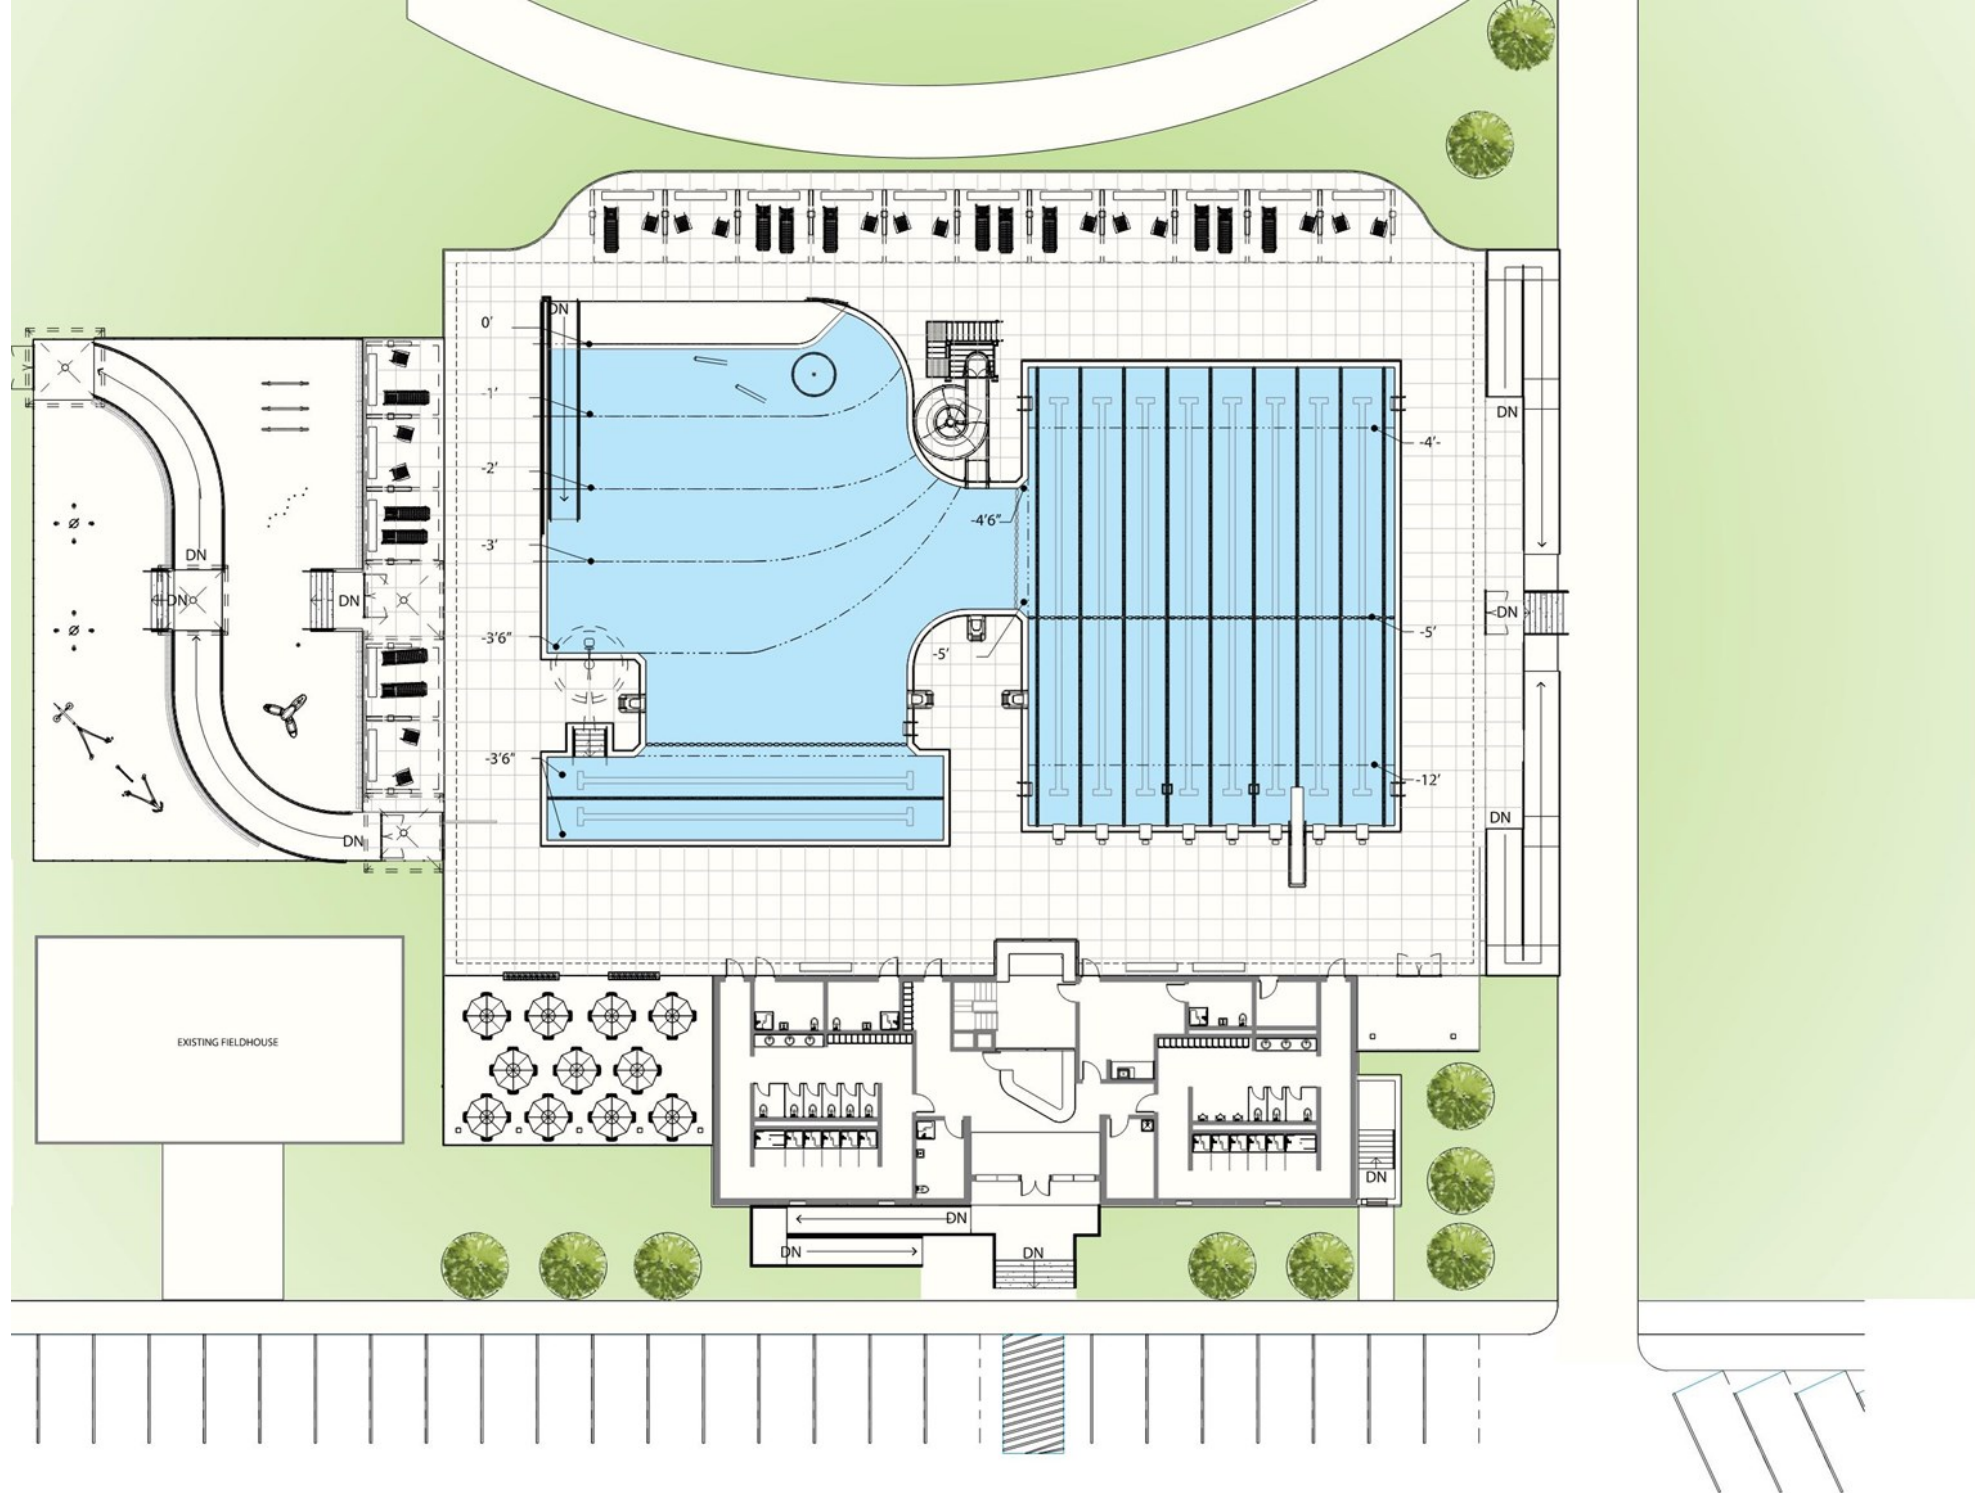 DN
0'
-1'
DN
-4'-
-2'
-4'6"
-3'
DN
DN
DN
DN
-3'6"
-5'
-5'
-3'6"
-12'
DN
DN
EXISTING FIELDHOUSE
DN
DN
DN
DN